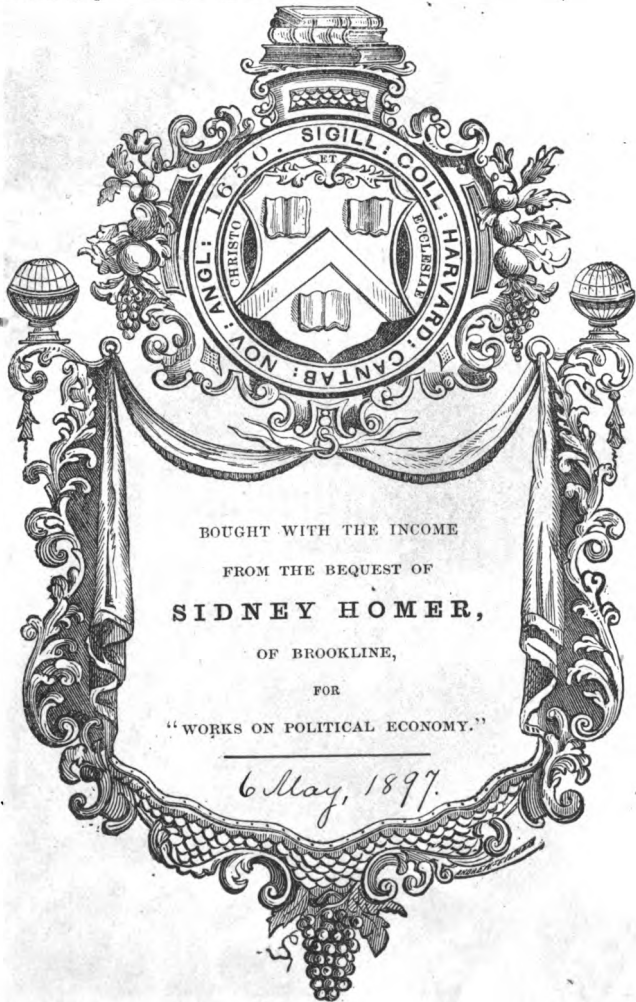 SIGILL: COLL: HARVARD: CANTAB: NOV: ANGL: 1650.
CHRISTO ET ECCLESIAE
BOUGHT WITH THE INCOME
FROM THE BEQUEST OF
SIDNEY HOMER,
OF BROOKLINE,
FOR
"WORKS ON POLITICAL ECONOMY."
6 May, 1897.